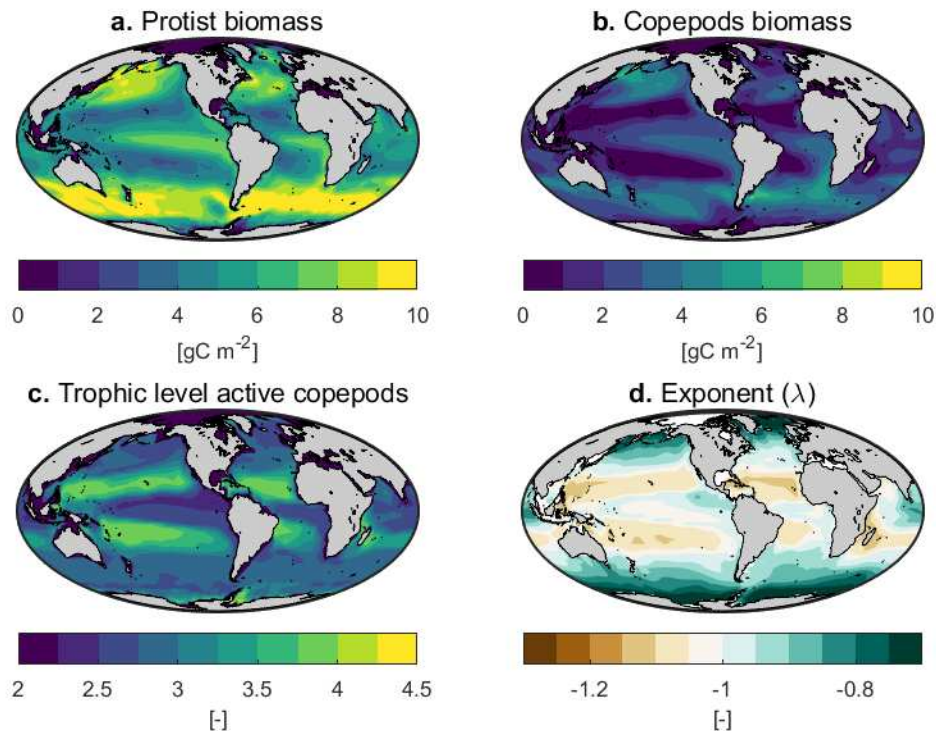 a. Protist biomass
b. Copepods biomass
0 2 4 6 8 10
[gC m⁻²]
0 2 4 6 8 10
[gC m⁻²]
c. Trophic level active copepods
d. Exponent (λ)
2 2.5 3 3.5 4 4.5
[-]
-1.2 -1 -0.8
[-]